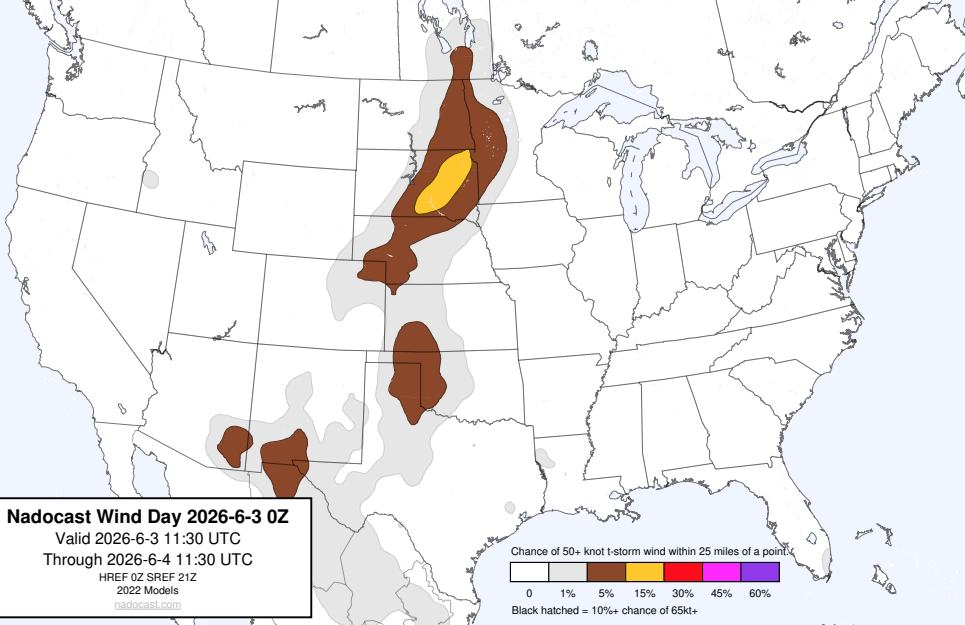 Nadocast Wind Day 2026-6-3 0Z
Valid 2026-6-3 11:30 UTC
Through 2026-6-4 11:30 UTC
HREF 0Z SREF 21Z
2022 Models
nadocast.com
Chance of 50+ knot t-storm wind within 25 miles of a point.
0 1% 5% 15% 30% 45% 60%
Black hatched = 10%+ chance of 65kt+